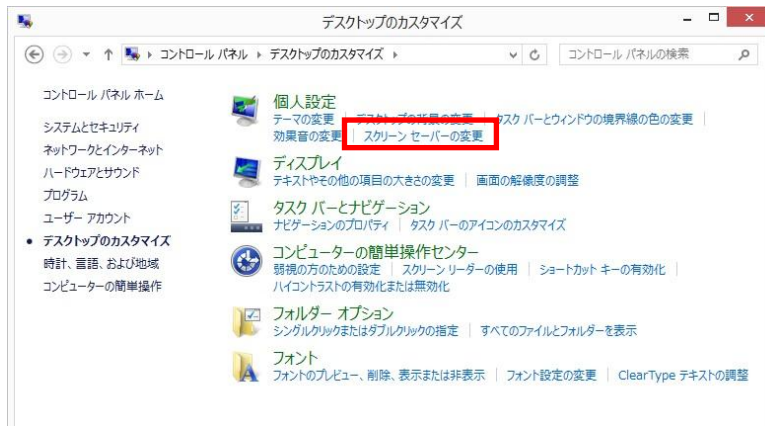 デスクトップのカスタマイズ
コントロール パネル デスクトップのカスタマイズ コントロール パネルの検索
コントロール パネル ホーム
システムとセキュリティ
ネットワークとインターネット
ハードウェアとサウンド
プログラム
ユーザー アカウント
デスクトップのカスタマイズ
時計、言語、および地域
コンピューターの簡単操作
個人設定
テーマの変更 デスクトップの背景の変更 タスク バーとウィンドウの境界線の色の変更
効果音の変更 スクリーン セーバーの変更
ディスプレイ
テキストやその他の項目の大きさの変更 画面の解像度の調整
タスク バーとナビゲーション
ナビゲーションのプロパティ タスク バーのアイコンのカスタマイズ
コンピューターの簡単操作センター
弱視の方のための設定 スクリーン リーダーの使用 ショートカット キーの有効化
ハイコントラストの有効化または無効化
フォルダー オプション
シングルクリックまたはダブルクリックの指定 すべてのファイルとフォルダーを表示
フォント
フォントのプレビュー、削除、表示または非表示 フォント設定の変更 ClearType テキストの調整